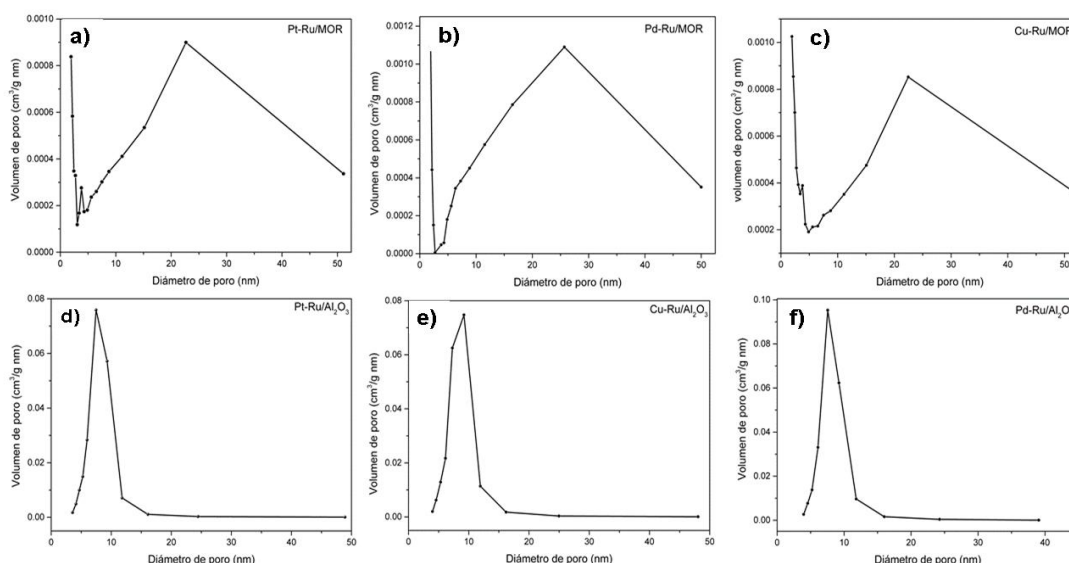 a)
Pt-Ru/MOR
Volumen de poro (cm³/g nm)
0.0010
0.0008
0.0006
0.0004
0.0002
0.0000
0 10 20 30 40 50
Diámetro de poro (nm)
b)
Pd-Ru/MOR
Volumen de poro (cm³/g nm)
0.0012
0.0010
0.0008
0.0006
0.0004
0.0002
0.0000
0 10 20 30 40 50
Diámetro de poro (nm)
c)
Cu-Ru/MOR
volumen de poro (cm³/ g nm)
0.0010
0.0008
0.0006
0.0004
0.0002
0 10 20 30 40 50
Diámetro de poro (nm)
d)
Pt-Ru/Al₂O₃
Volumen de poro (cm³/g nm)
0.08
0.06
0.04
0.02
0.00
0 10 20 30 40 50
Diámetro de poro (nm)
e)
Cu-Ru/Al₂O₃
Volumen de poro (cm³/g nm)
0.08
0.06
0.04
0.02
0.00
0 10 20 30 40 50
Diámetro de poro (nm)
f)
Pd-Ru/Al₂O
Volumen de poro (cm³/g nm)
0.10
0.08
0.06
0.04
0.02
0.00
0 10 20 30 40
Diámetro de poro (nm)